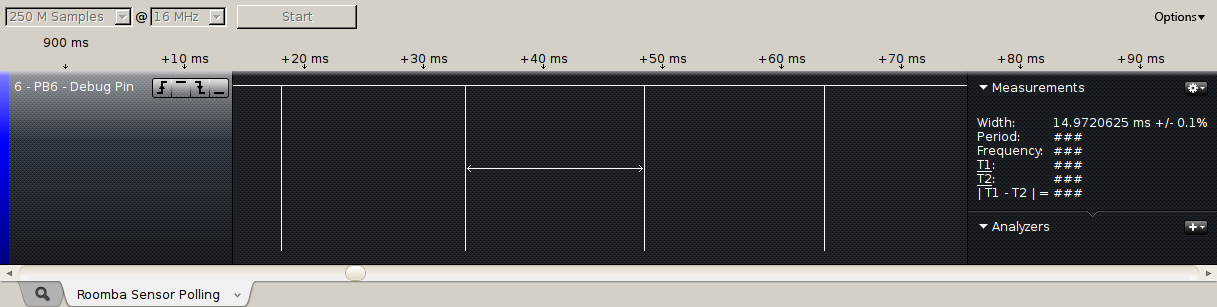 250 M Samples @ 16 MHz Start Options
900 ms
+10 ms +20 ms +30 ms +40 ms +50 ms +60 ms +70 ms +80 ms +90 ms
6 - PB6 - Debug Pin
Measurements
Width: 14.9720625 ms +/- 0.1%
Period: ###
Frequency: ###
T1: ###
T2: ###
| T1 - T2 | = ###
Analyzers
Roomba Sensor Polling